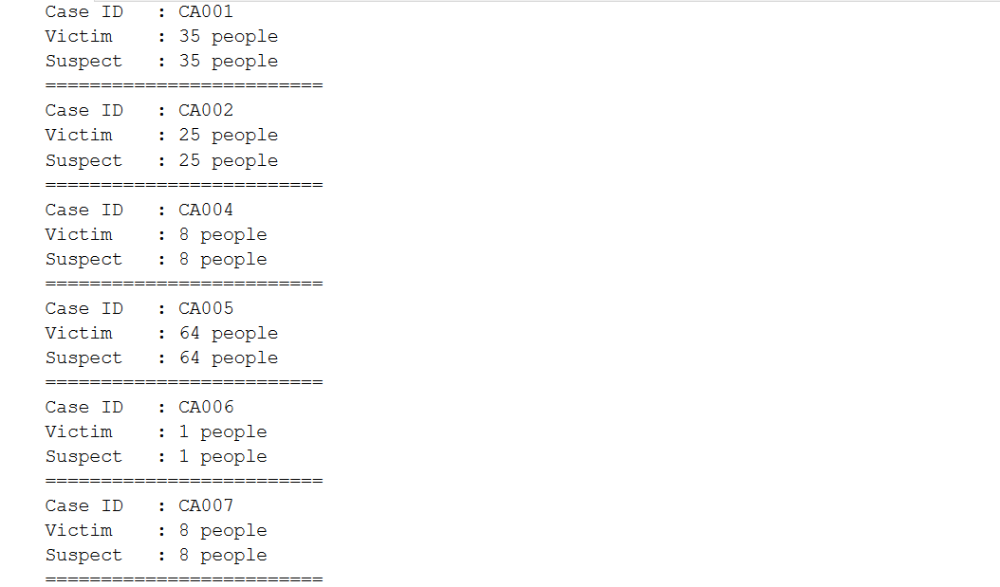 Case ID   : CA001
Victim    : 35 people
Suspect   : 35 people
=========================
Case ID   : CA002
Victim    : 25 people
Suspect   : 25 people
=========================
Case ID   : CA004
Victim    : 8 people
Suspect   : 8 people
=========================
Case ID   : CA005
Victim    : 64 people
Suspect   : 64 people
=========================
Case ID   : CA006
Victim    : 1 people
Suspect   : 1 people
=========================
Case ID   : CA007
Victim    : 8 people
Suspect   : 8 people
=========================